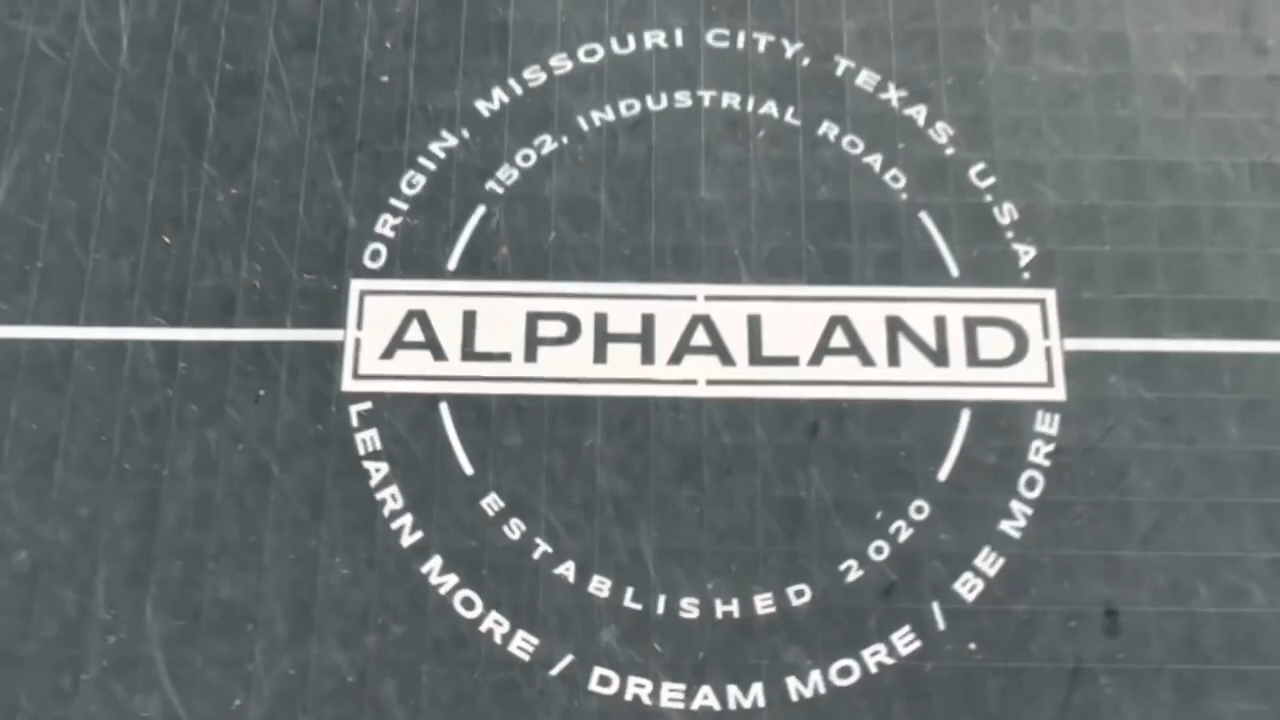 ORIGIN, MISSOURI CITY, TEXAS, U.S.A.
1502, INDUSTRIAL ROAD.
ALPHALAND
ESTABLISHED 2020
LEARN MORE / DREAM MORE / BE MORE